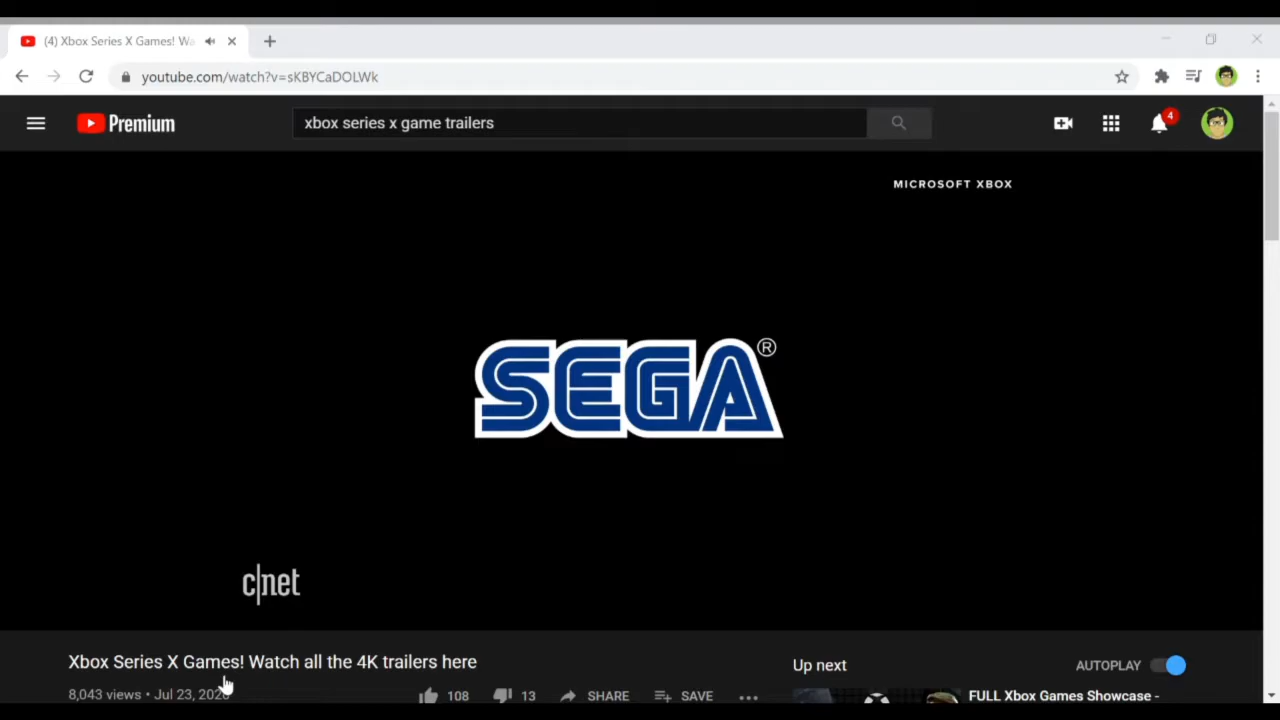 (4) Xbox Series X Games! Wa
youtube.com/watch?v=sKBYCaDOLWk
Premium
xbox series x game trailers
4
MICROSOFT XBOX
SEGA®
c|net
Xbox Series X Games! Watch all the 4K trailers here
8,043 views • Jul 23, 2020
108
13
SHARE
SAVE
Up next
AUTOPLAY
FULL Xbox Games Showcase -